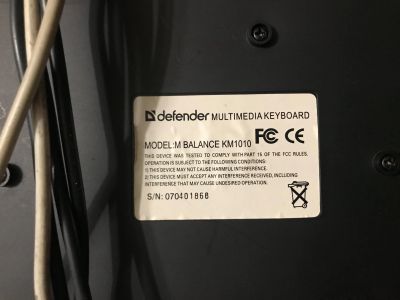 defender MULTIMEDIA KEYBOARD
MODEL:M BALANCE KM1010 FC CE
THIS DEVICE WAS TESTED TO COMPLY WITH PART 15 OF THE FCC RULES.
OPERATION IS SUBJECT TO THE FOLLOWING CONDITIONS:
1) THIS DEVICE MAY NOT CAUSE HARMFUL INTERFERENCE.
2) THIS DEVICE MUST ACCEPT ANY INTERFERENCE RECEIVED, INCLUDING
INTERFERENCE THAT MAY CAUSE UNDESIRED OPERATION.
S/N: 070401868